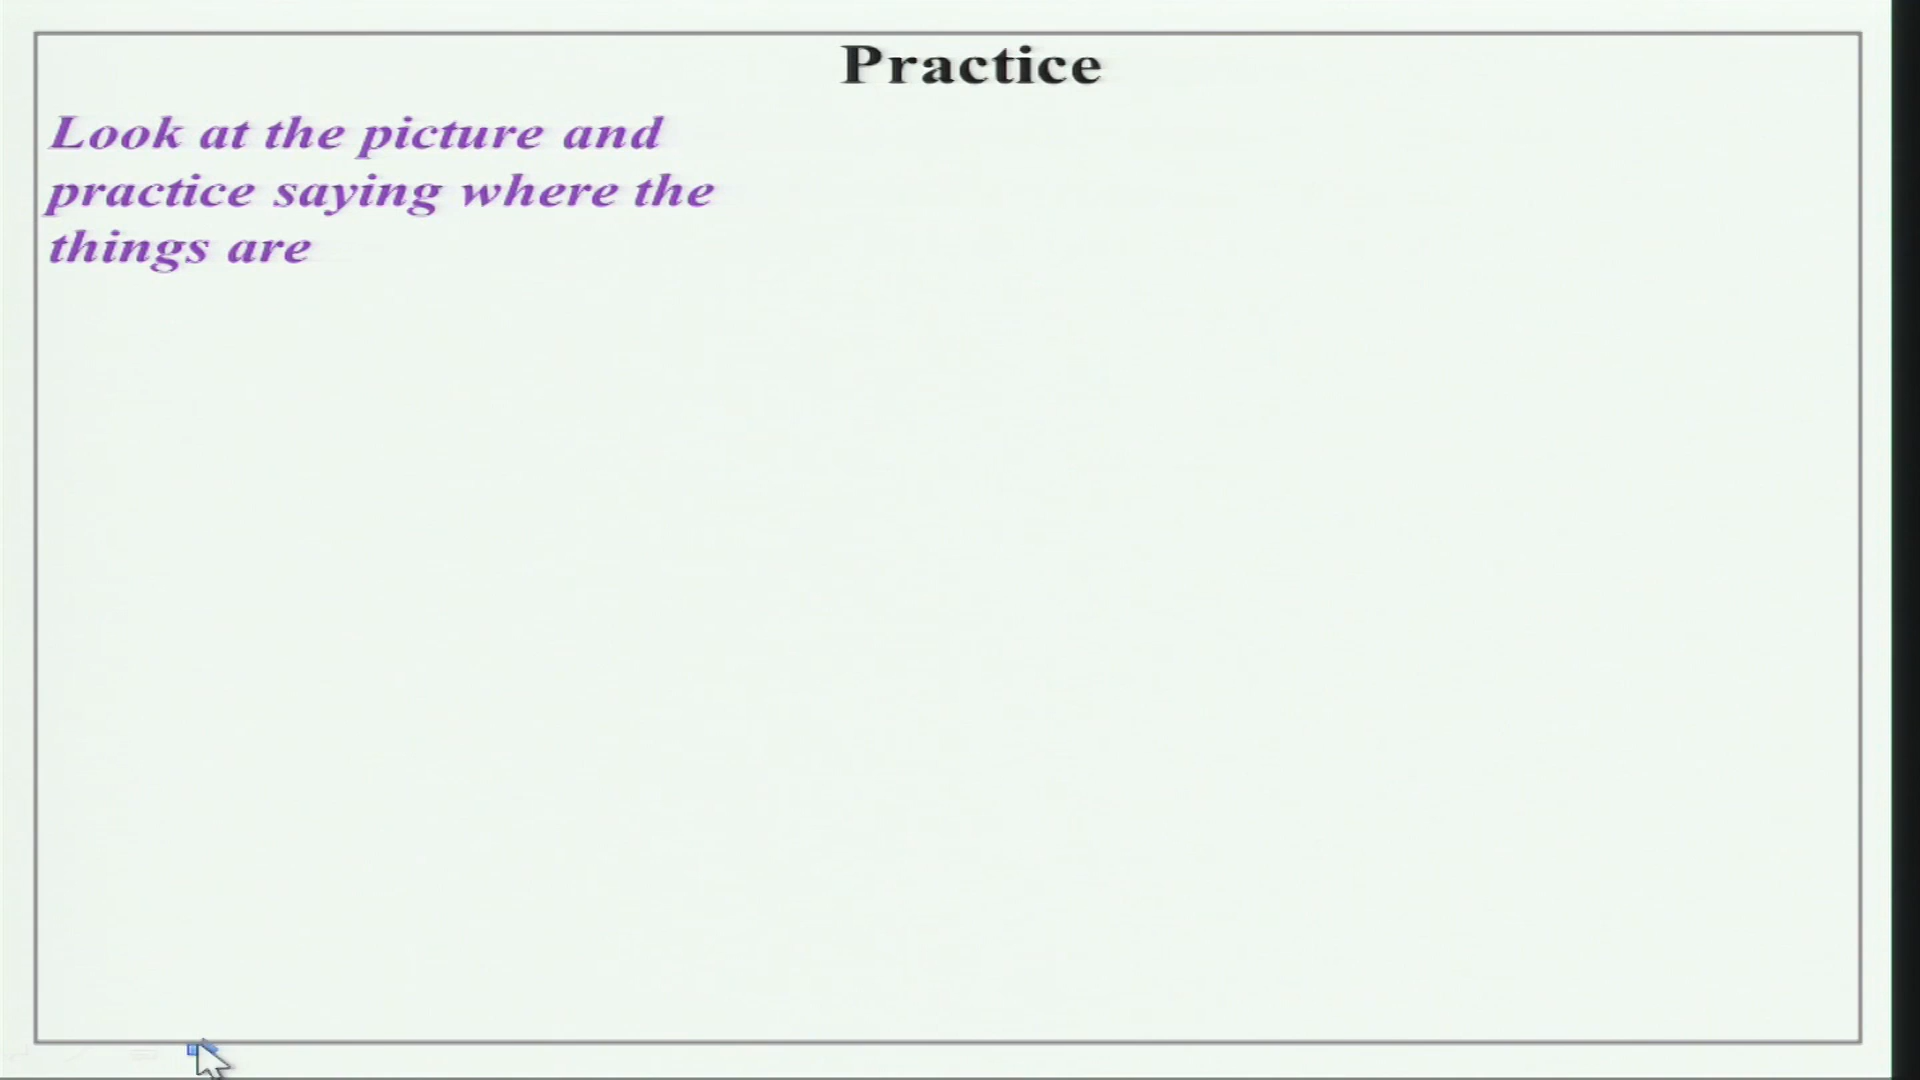 Practice
Look at the picture and
practice saying where the
things are